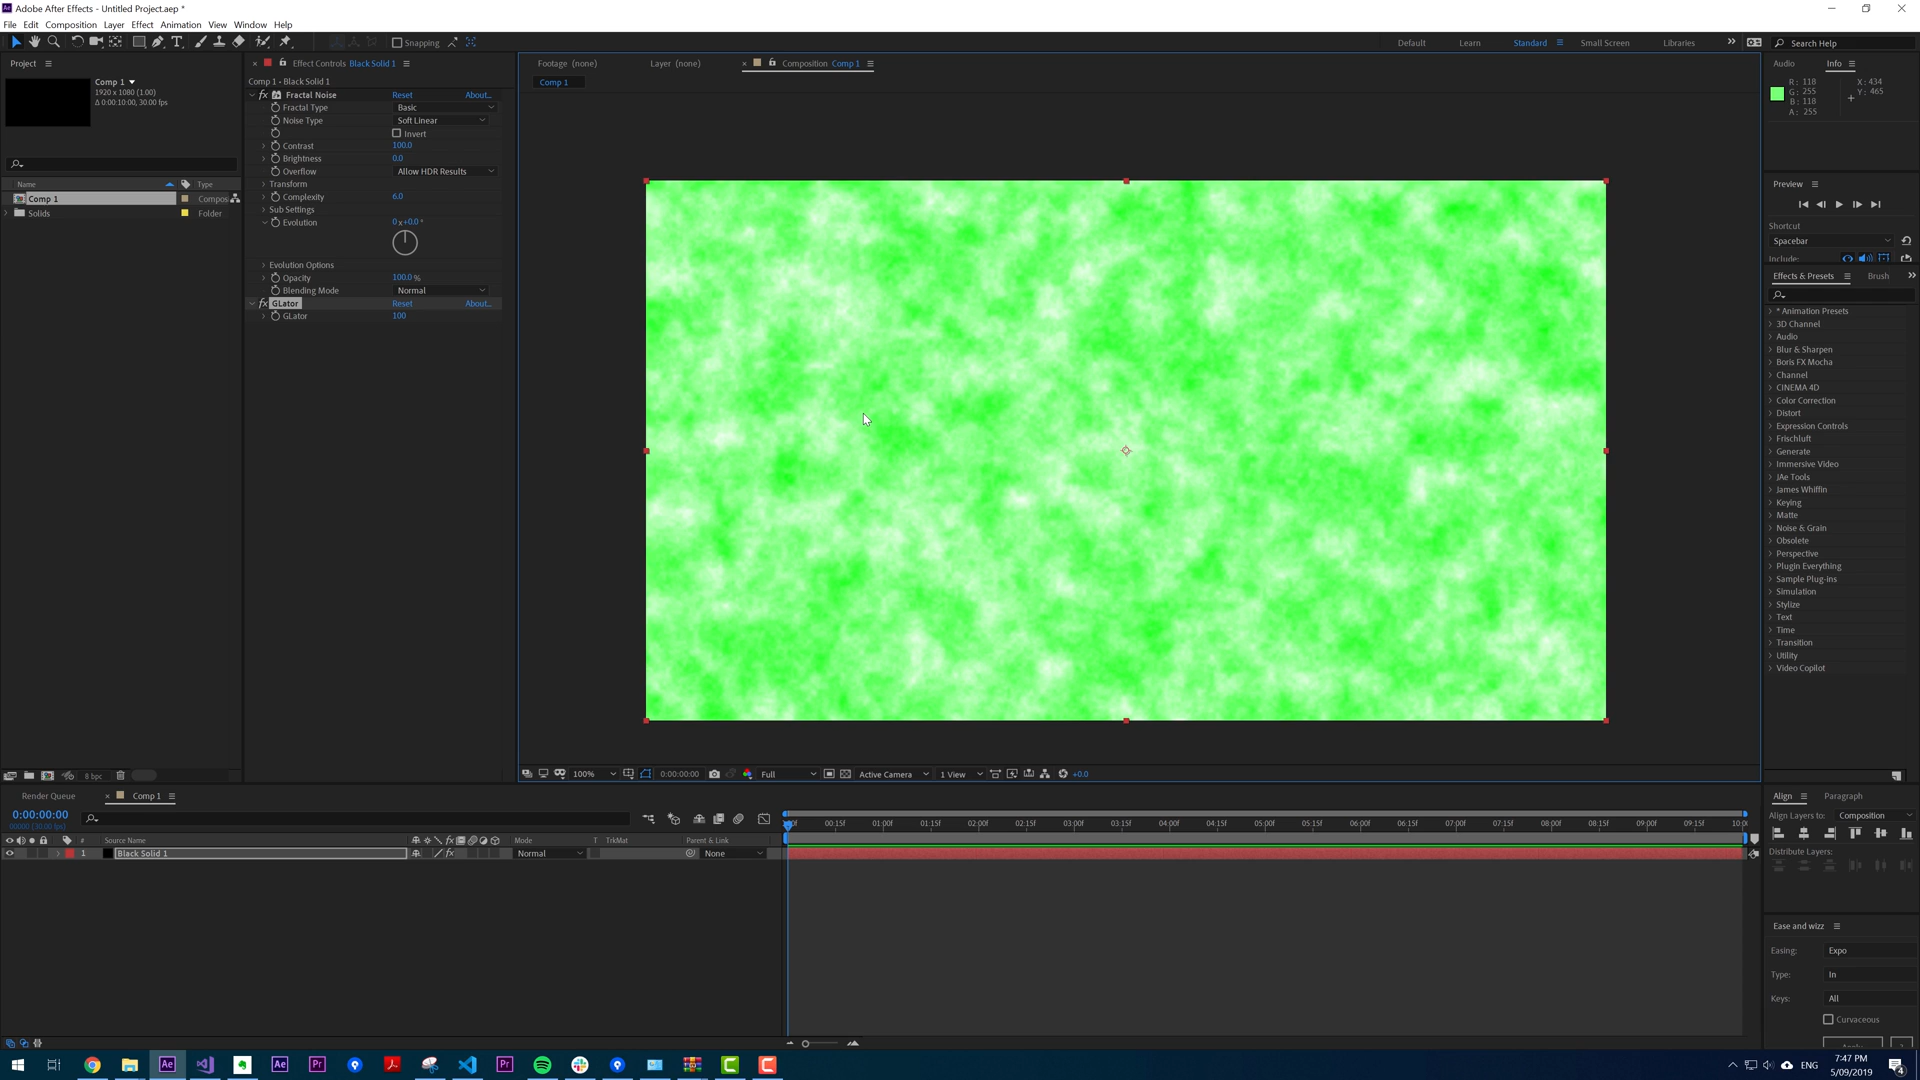 Adobe After Effects - Untitled Project.aep *
File Edit Composition Layer Effect Animation View Window Help
Snapping
Default Learn Standard Small Screen Libraries Search Help
Project
Comp 1
1920 x 1080 (1.00)
Δ 0:00:10:00, 30.00 fps
Name Type
Comp 1 Compos
Solids Folder
8 bpc
Effect Controls Black Solid 1
Comp 1 • Black Solid 1
Fractal Noise Reset About...
Fractal Type Basic
Noise Type Soft Linear
Invert
Contrast 100.0
Brightness 0.0
Overflow Allow HDR Results
Transform
Complexity 6.0
Sub Settings
Evolution 0 x+0.0 °
Evolution Options
Opacity 100.0 %
Blending Mode Normal
GLator Reset About...
GLator 100
Footage (none) Layer (none) Composition Comp 1
Comp 1
100% 0:00:00:00 Full Active Camera 1 View +0.0
Audio Info
R: 118
G: 255
B: 118
A: 255
X: 434
Y: 465
Preview
Shortcut
Spacebar
Include:
Effects & Presets Brush
* Animation Presets
3D Channel
Audio
Blur & Sharpen
Boris FX Mocha
Channel
CINEMA 4D
Color Correction
Distort
Expression Controls
Frischluft
Generate
Immersive Video
JAe Tools
James Whiffin
Keying
Matte
Noise & Grain
Obsolete
Perspective
Plugin Everything
Sample Plug-ins
Simulation
Stylize
Text
Time
Transition
Utility
Video Copilot
Render Queue Comp 1
0:00:00:00
00000 (30.00 fps)
# Source Name Mode T TrkMat Parent & Link
1 Black Solid 1 Normal None
00:15f 01:00f 01:15f 02:00f 02:15f 03:00f 03:15f 04:00f 04:15f 05:00f 05:15f 06:00f 06:15f 07:00f 07:15f 08:00f 08:15f 09:00f 09:15f 10:0
Align Paragraph
Align Layers to: Composition
Distribute Layers:
Ease and wizz
Easing: Expo
Type: In
Keys: All
Curvaceous
ENG
7:47 PM
5/09/2019
4